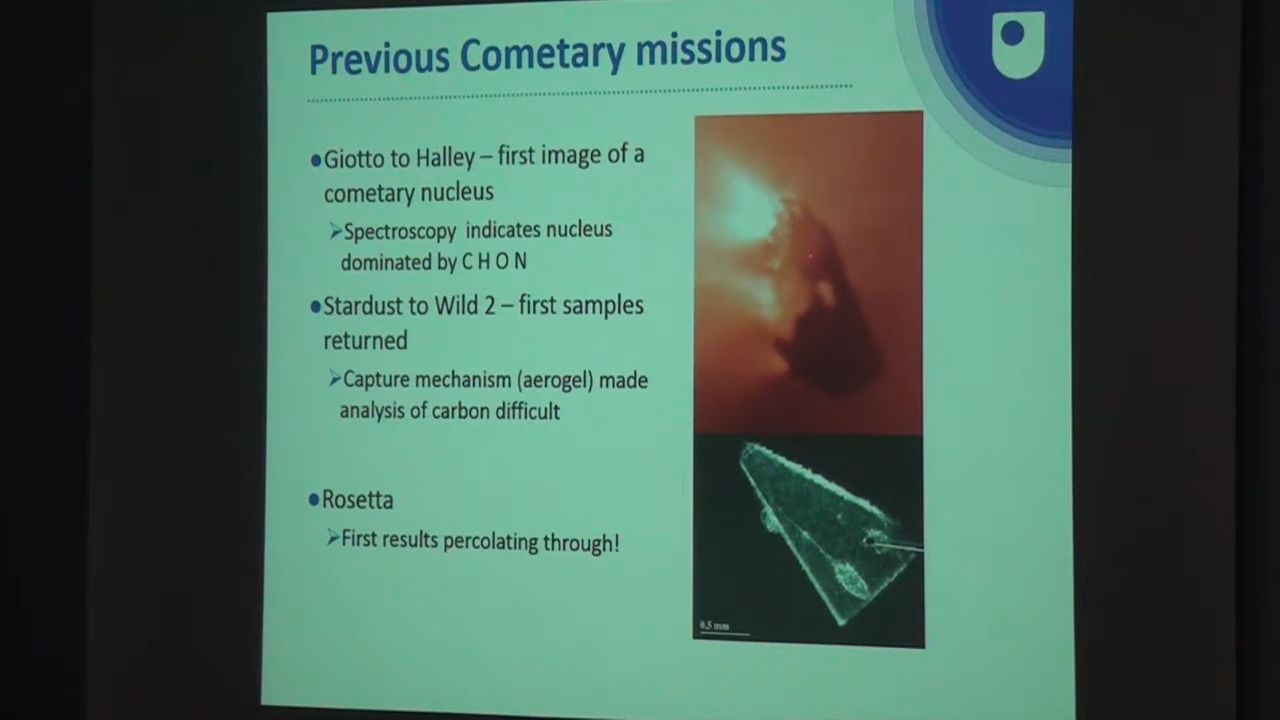 Previous Cometary missions
●Giotto to Halley – first image of a
cometary nucleus
➢Spectroscopy indicates nucleus
dominated by C H O N
●Stardust to Wild 2 – first samples
returned
➢Capture mechanism (aerogel) made
analysis of carbon difficult
●Rosetta
➢First results percolating through!
0.5 mm